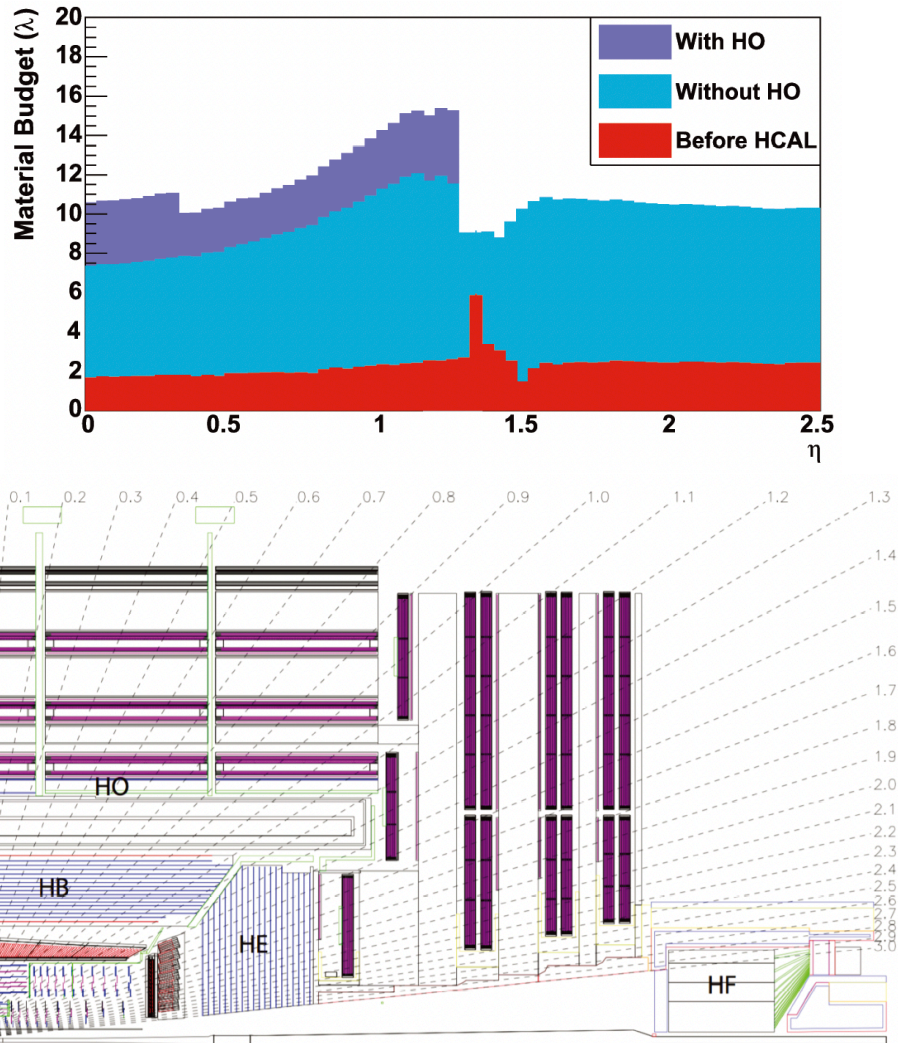 Material Budget (λ)
20
18
16
14
12
10
8
6
4
2
0
With HO
Without HO
Before HCAL
0 0.5 1 1.5 2 2.5
η
0.1 0.2 0.3 0.4 0.5 0.6 0.7 0.8 0.9 1.0 1.1 1.2 1.3
1.4
1.5
1.6
1.7
1.8
1.9
2.0
2.1
2.2
2.3
2.4
2.5
2.6
2.7
2.8
2.9
3.0
HO
HB
HE
HF